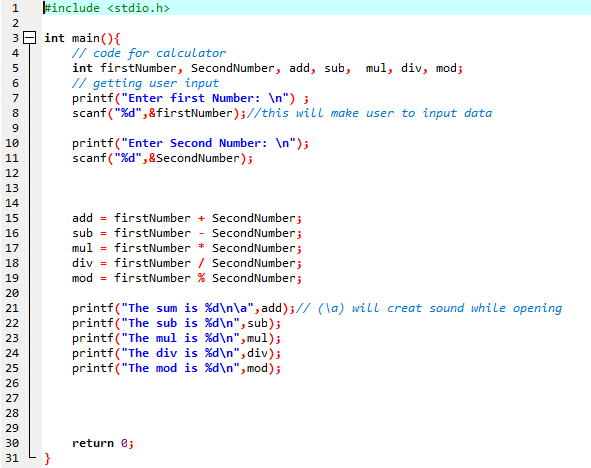 1 #include <stdio.h>
2
3 int main(){
4 // code for calculator
5 int firstNumber, SecondNumber, add, sub,  mul, div, mod;
6 // getting user input
7 printf("Enter first Number: \n") ;
8 scanf("%d",&firstNumber);//this will make user to input data
9
10 printf("Enter Second Number: \n");
11 scanf("%d",&SecondNumber);
12
13
14
15 add = firstNumber + SecondNumber;
16 sub = firstNumber - SecondNumber;
17 mul = firstNumber * SecondNumber;
18 div = firstNumber / SecondNumber;
19 mod = firstNumber % SecondNumber;
20
21 printf("The sum is %d\n\a",add);// (\a) will creat sound while opening
22 printf("The sub is %d\n",sub);
23 printf("The mul is %d\n",mul);
24 printf("The div is %d\n",div);
25 printf("The mod is %d\n",mod);
26
27
28
29
30 return 0;
31 }